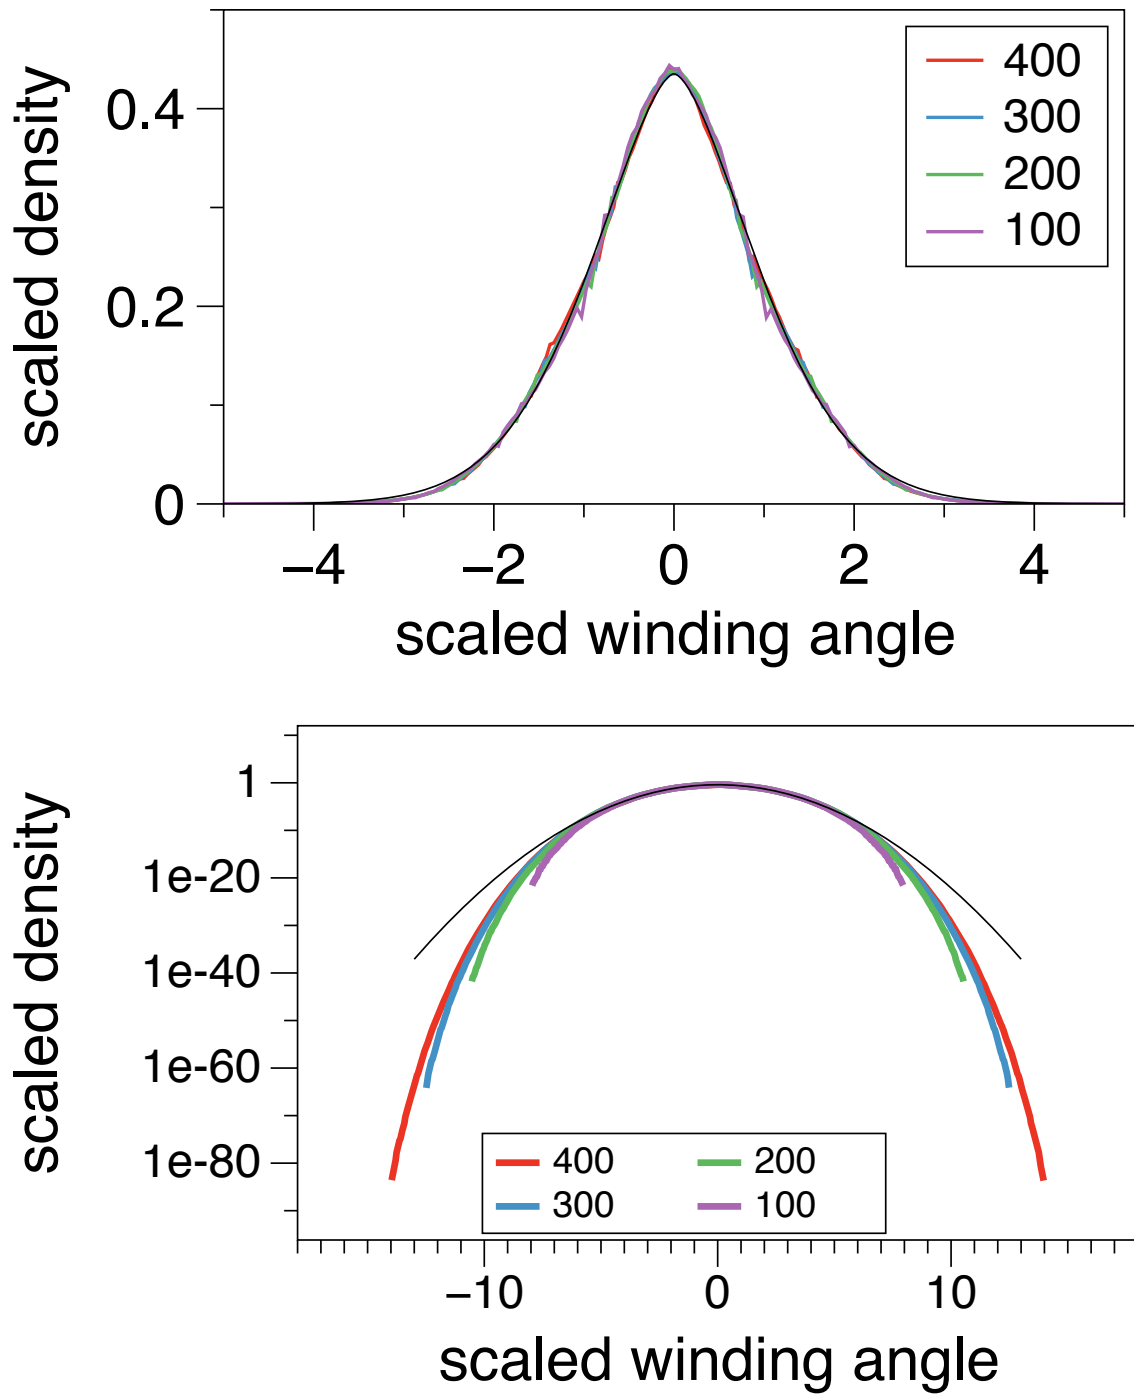 scaled density
0.4
0.2
0
400
300
200
100
−4 −2 0 2 4
scaled winding angle
scaled density
1
1e-20
1e-40
1e-60
1e-80
400 200
300 100
−10 0 10
scaled winding angle